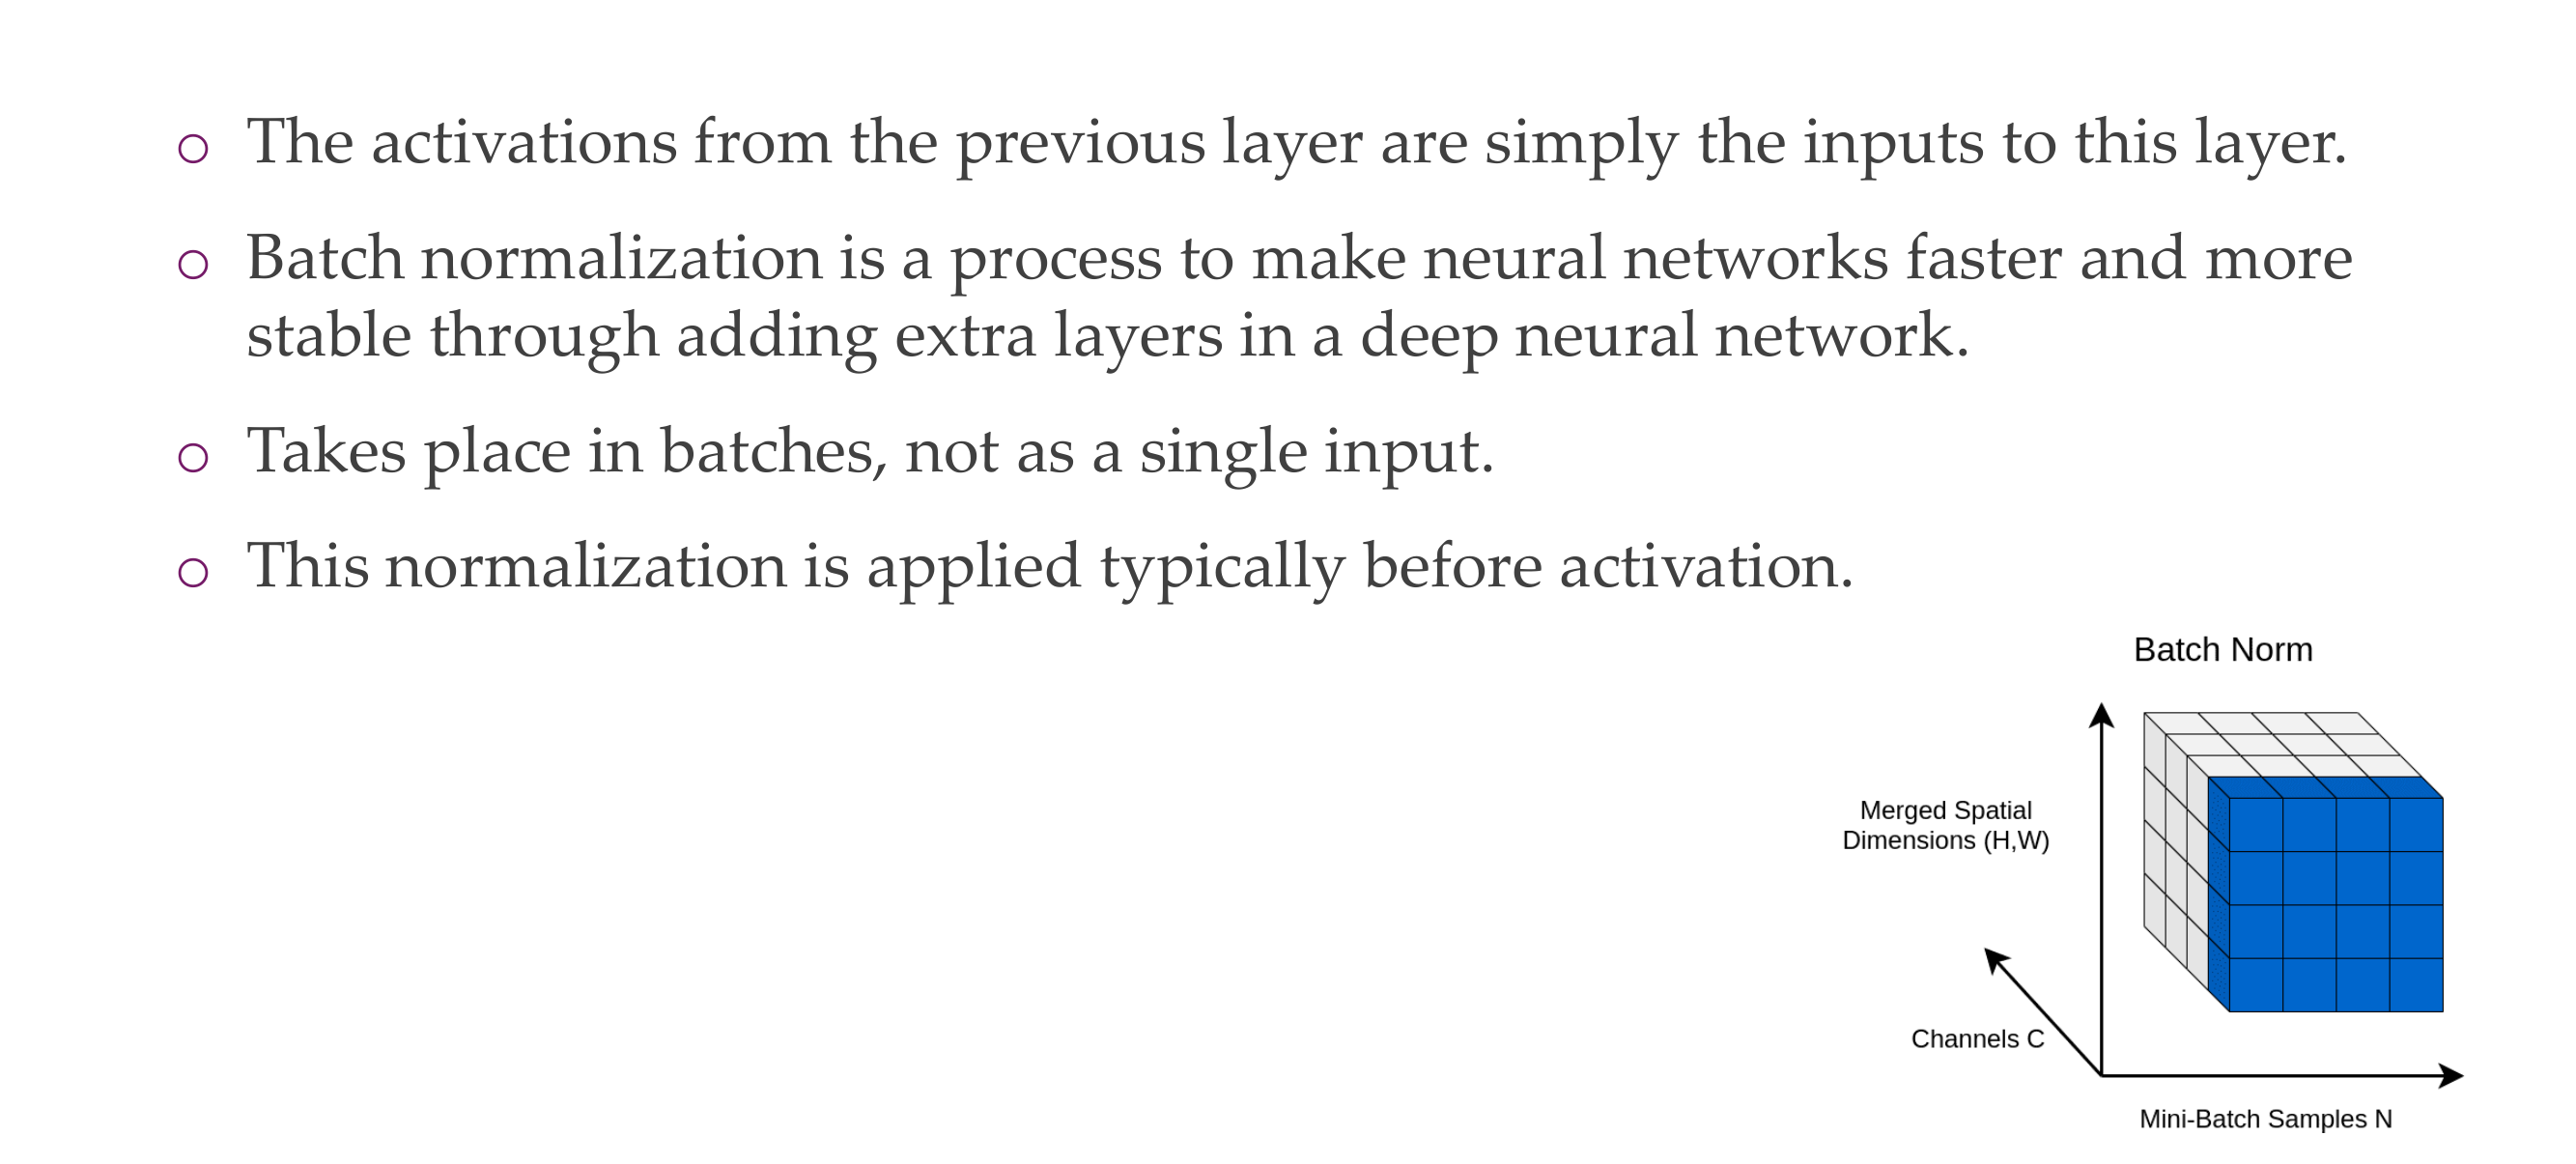 The activations from the previous layer are simply the inputs to this layer.
Batch normalization is a process to make neural networks faster and more
stable through adding extra layers in a deep neural network.
Takes place in batches, not as a single input.
This normalization is applied typically before activation.
Batch Norm
Merged Spatial
Dimensions (H,W)
Channels C
Mini-Batch Samples N